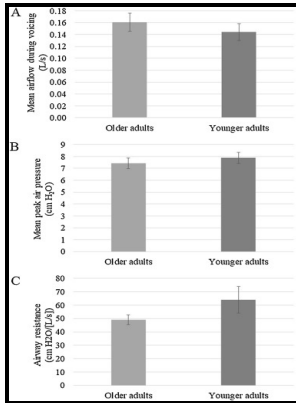 A
Mean airflow during voicing
(L/s)
0.18
0.16
0.14
0.12
0.10
0.08
0.06
0.04
0.02
0.00
Older adults
Younger adults
B
Mean peak air pressure
(cm H₂O)
9
8
7
6
5
4
3
2
1
0
Older adults
Younger adults
C
Airway resistance
(cm H2O/[L/s])
80
70
60
50
40
30
20
10
0
Older adults
Younger adults